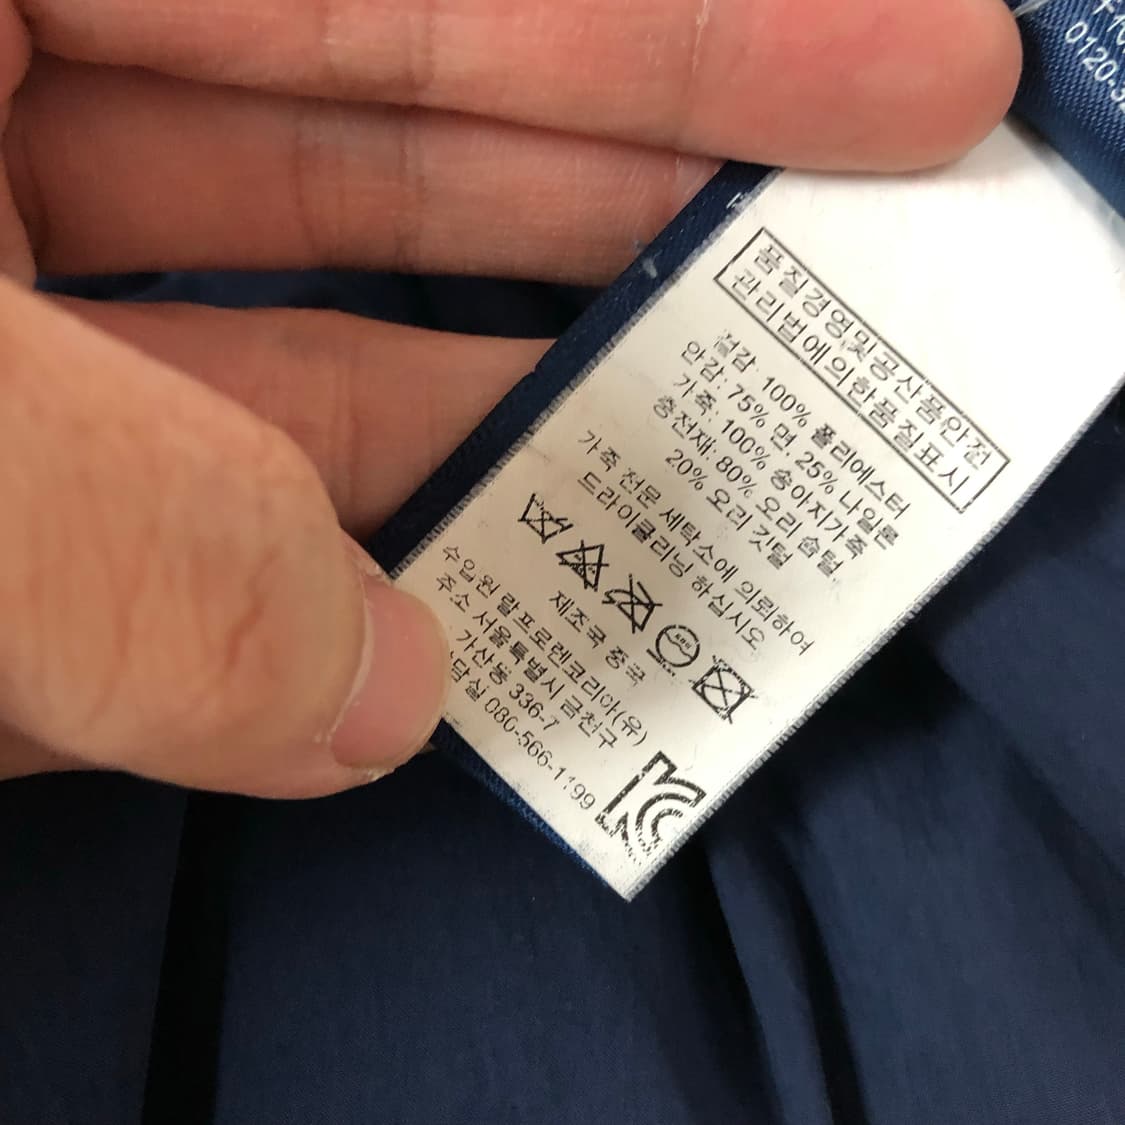 품질경영및공산품안전
관리법에의한품질표시
겉감: 100% 폴리에스터
안감: 75% 면, 25% 나일론
가죽: 100% 송아지가죽
충전재: 80% 오리 솜털
20% 오리 깃털
가죽 전문 세탁소에 의뢰하여
드라이클리닝 하십시오
제조국 중국
수입원 랄프로렌코리아(유)
주소 서울특별시 금천구
가산동 336-7
담실 080-566-1199
0120-3